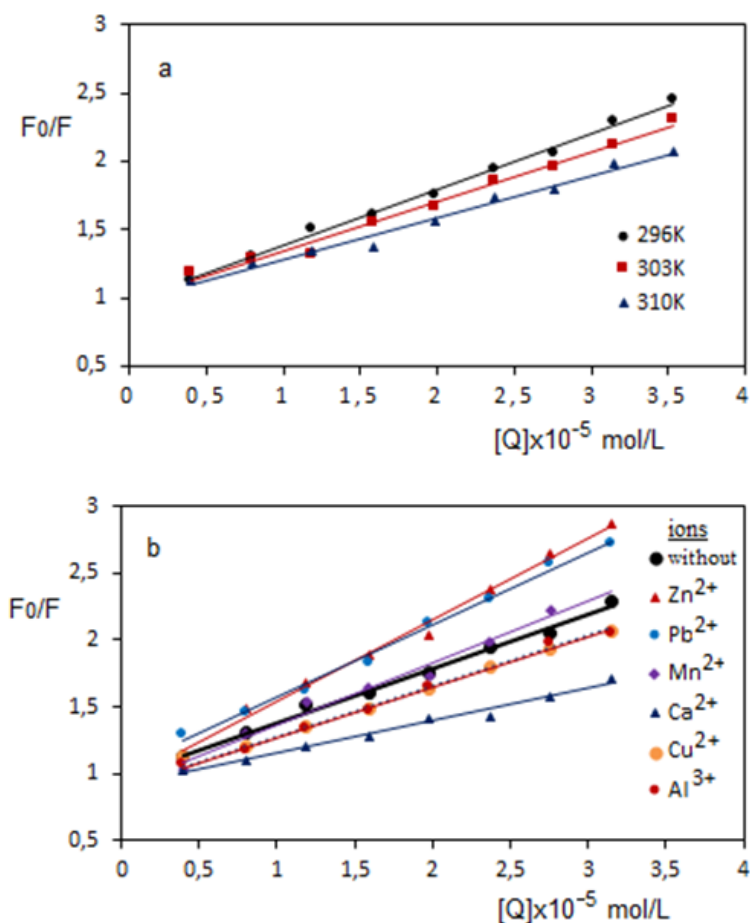 3
a
2,5
F0/F
2
1,5
296K
303K
1
310K
0,5
0 0,5 1 1,5 2 2,5 3 3,5 4
[Q]x10⁻⁵ mol/L
3
b
ions
without
2,5
Zn²⁺
F0/F
Pb²⁺
2
Mn²⁺
Ca²⁺
1,5
Cu²⁺
1
Al³⁺
0,5
0 0,5 1 1,5 2 2,5 3 3,5 4
[Q]x10⁻⁵ mol/L